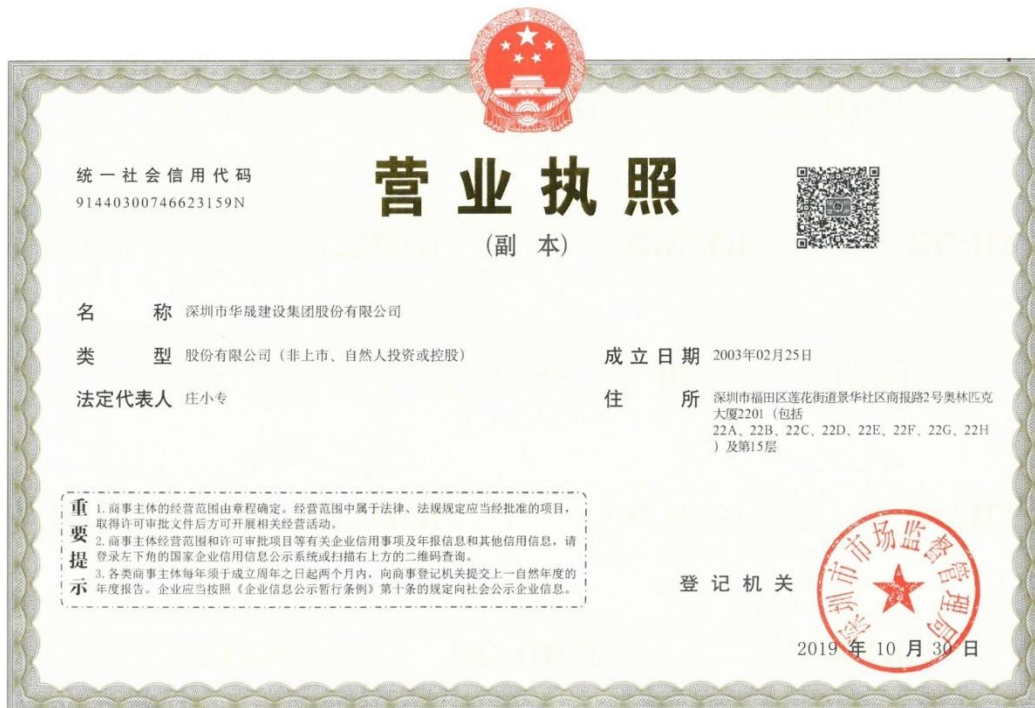 统一社会信用代码
91440300746623159N
营业执照
(副 本)
名 称 深圳市华晟建设集团股份有限公司
类 型 股份有限公司（非上市、自然人投资或控股）
法定代表人 庄小专
成立日期 2003年02月25日
住 所 深圳市福田区莲花街道景华社区商报路2号奥林匹克
大厦2201（包括
22A、22B、22C、22D、22E、22F、22G、22H
）及第15层
重要提示
1. 商事主体的经营范围由章程确定。经营范围中属于法律、法规规定应当经批准的项目，
取得许可审批文件后方可开展相关经营活动。
2. 商事主体经营范围和许可审批项目等有关企业信用事项及年报信息和其他信用信息，请
登录左下角的国家企业信用信息公示系统或扫描右上方的二维码查询。
3. 各类商事主体每年须于成立周年之日起两个月内，向商事登记机关提交上一自然年度的
年度报告。企业应当按照《企业信息公示暂行条例》第十条的规定向社会公示企业信息。
登记机关
深圳市市场监督管理局
2019 年 10 月 30 日